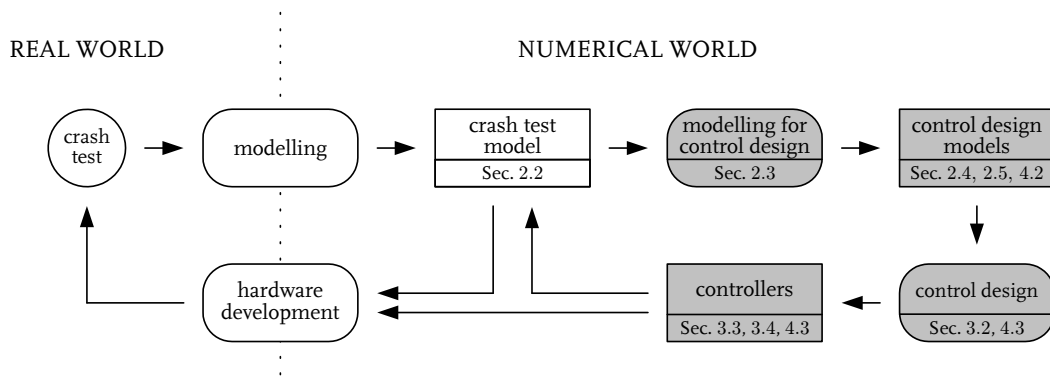 REAL WORLD
NUMERICAL WORLD
crash
test
modelling
crash test
model
Sec. 2.2
modelling for
control design
Sec. 2.3
control design
models
Sec. 2.4, 2.5, 4.2
hardware
development
controllers
Sec. 3.3, 3.4, 4.3
control design
Sec. 3.2, 4.3